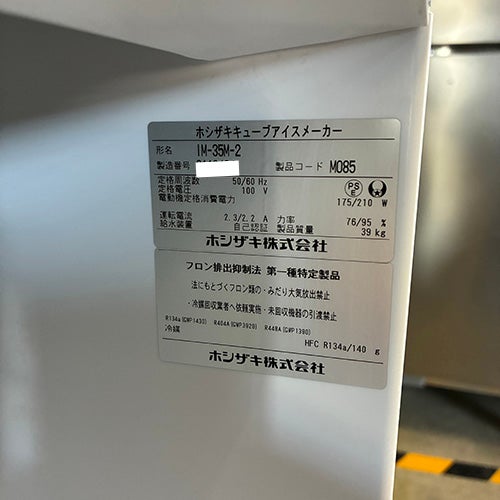 ホシザキキューブアイスメーカー
形名 IM-35M-2
製造番号 製品コード M085
定格周波数 50/60 Hz
定格電圧 100 V PSE
電動機定格消費電力 175/210 W
運転電流 2.3/2.2 A 力率 76/95 %
給水装置 自己認証 製品質量 39 kg
ホシザキ株式会社
フロン排出抑制法 第一種特定製品
法にもとづくフロン類の・みだり大気放出禁止
・冷媒回収業者へ依頼実施・未回収機器の引渡禁止
R134a(GWP1430) R404A(GWP3920) R448A(GWP1390)
冷媒 HFC R134a/140 g
ホシザキ株式会社